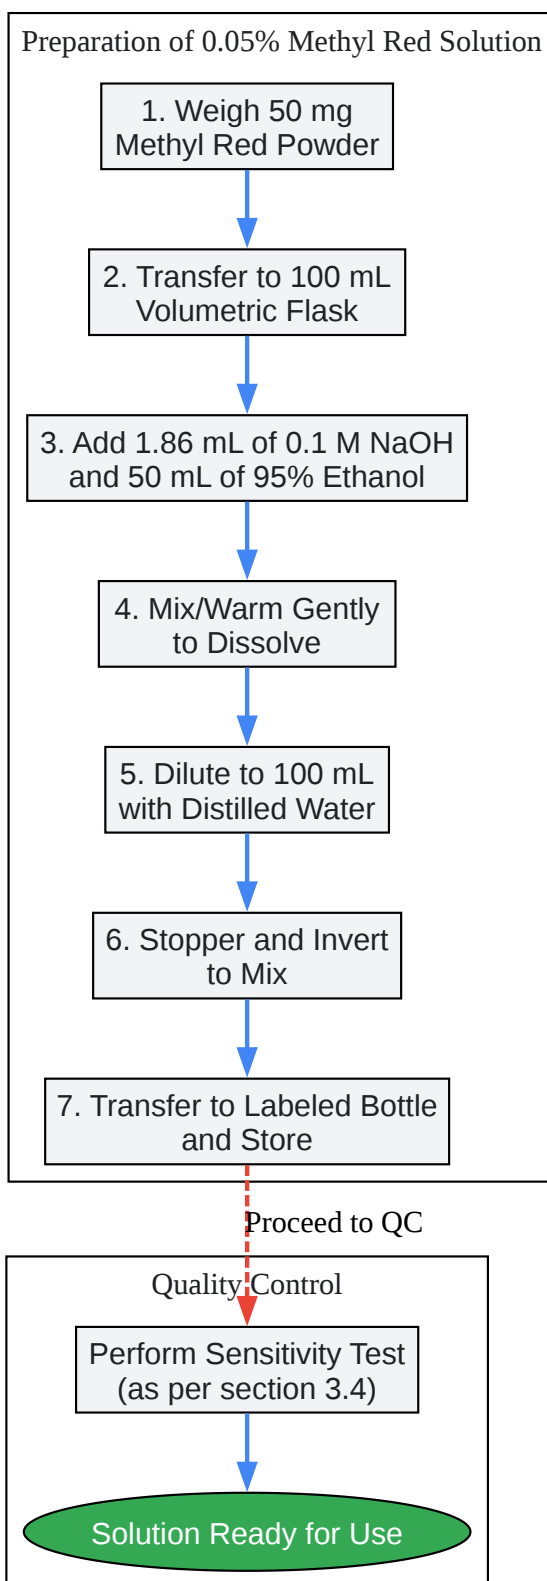 Preparation of 0.05% Methyl Red Solution
1. Weigh 50 mg
Methyl Red Powder
2. Transfer to 100 mL
Volumetric Flask
3. Add 1.86 mL of 0.1 M NaOH
and 50 mL of 95% Ethanol
4. Mix/Warm Gently
to Dissolve
5. Dilute to 100 mL
with Distilled Water
6. Stopper and Invert
to Mix
7. Transfer to Labeled Bottle
and Store
Proceed to QC
Quality Control
Perform Sensitivity Test
(as per section 3.4)
Solution Ready for Use